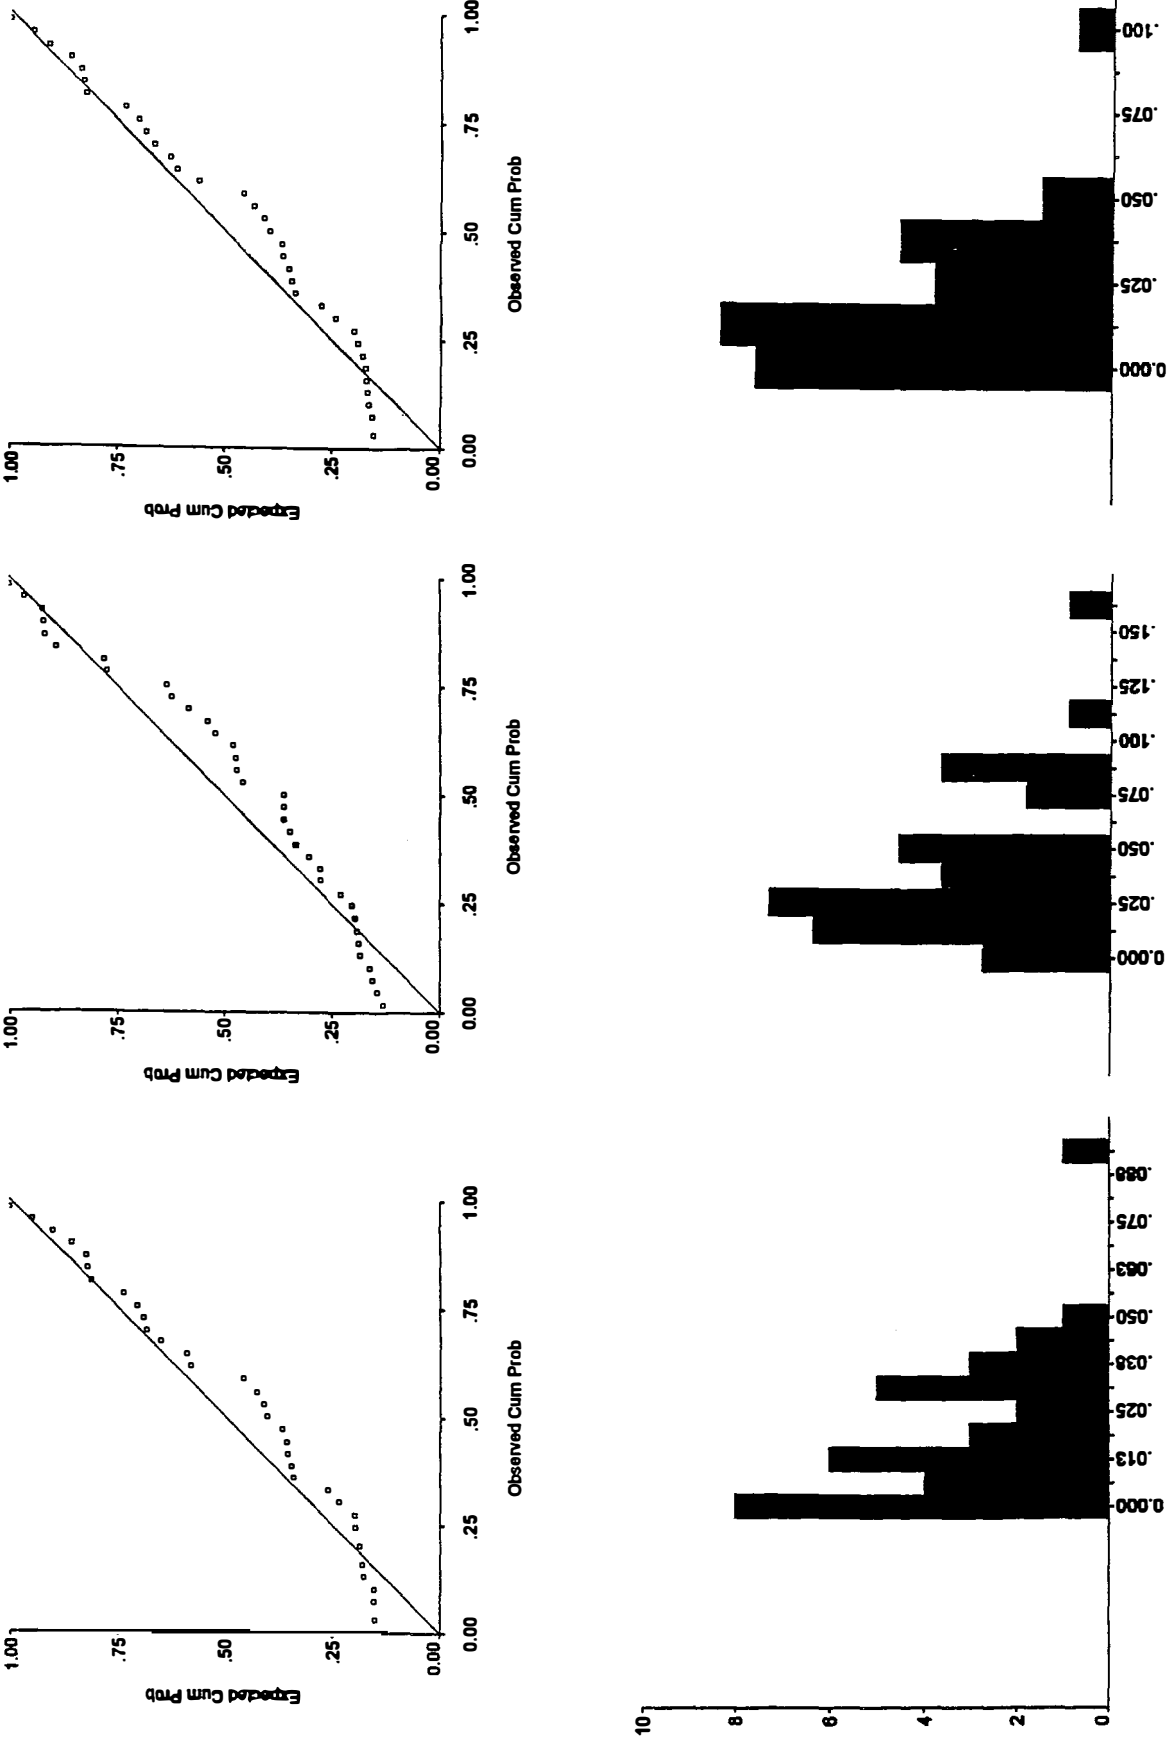 Expected Cum Prob
1.00
.75
.50
.25
0.00
0.00 .25 .50 .75 1.00
Observed Cum Prob
Expected Cum Prob
1.00
.75
.50
.25
0.00
0.00 .25 .50 .75 1.00
Observed Cum Prob
Expected Cum Prob
1.00
.75
.50
.25
0.00
0.00 .25 .50 .75 1.00
Observed Cum Prob
10
8
6
4
2
0
0.000 .013 .025 .038 .050 .063 .075 .088
0.000 .025 .050 .075 .100 .125 .150
0.000 .025 .050 .075 .100